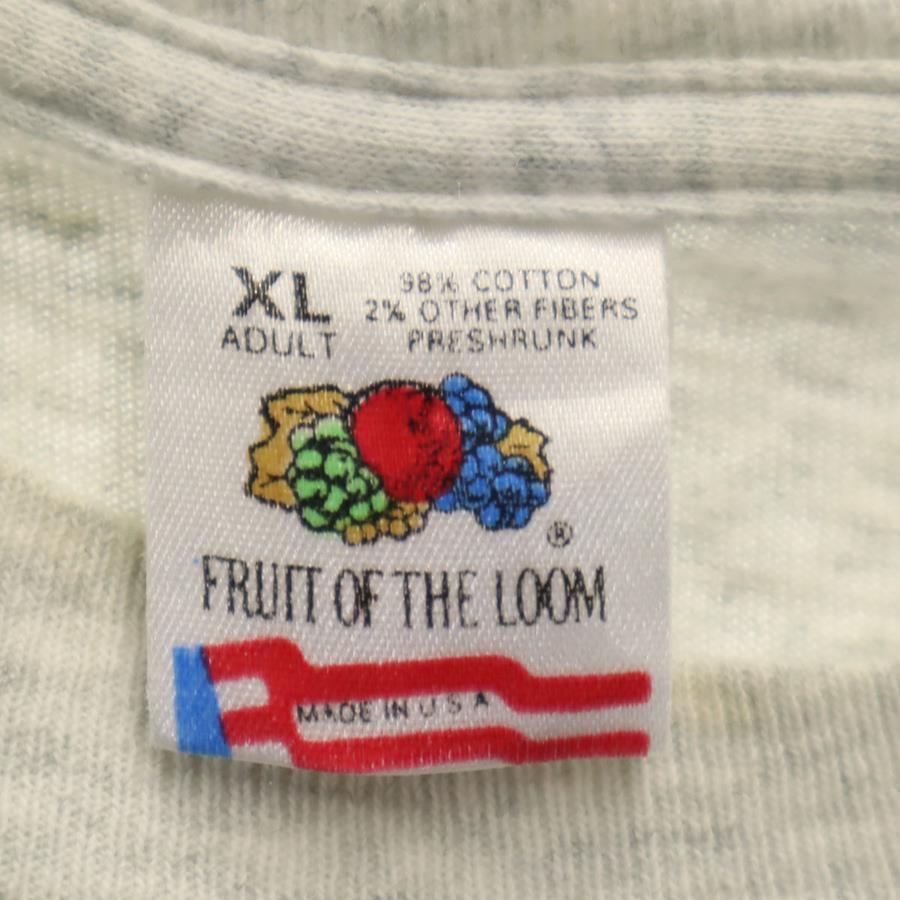 XL
ADULT
98% COTTON
2% OTHER FIBERS
PRESHRUNK
®
FRUIT OF THE LOOM
MADE IN U S A